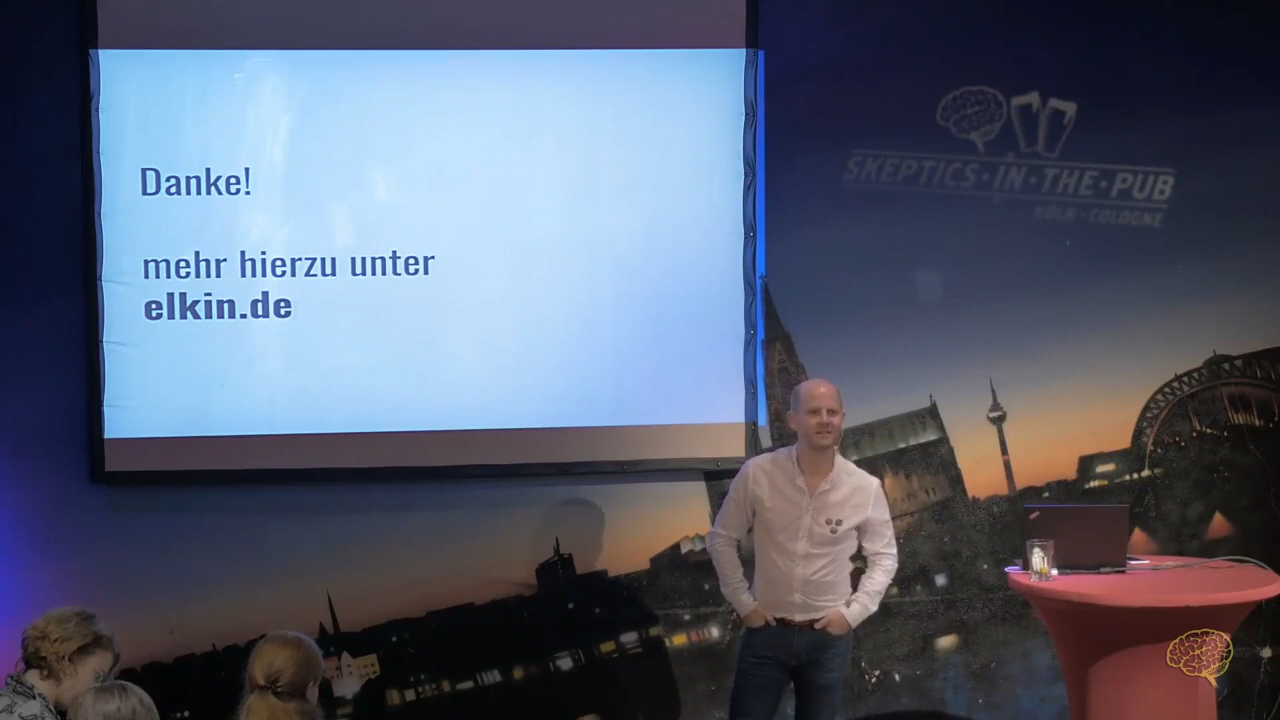 Danke!
mehr hierzu unter
elkin.de
SKEPTICS·IN·THE·PUB
KÖLN · COLOGNE